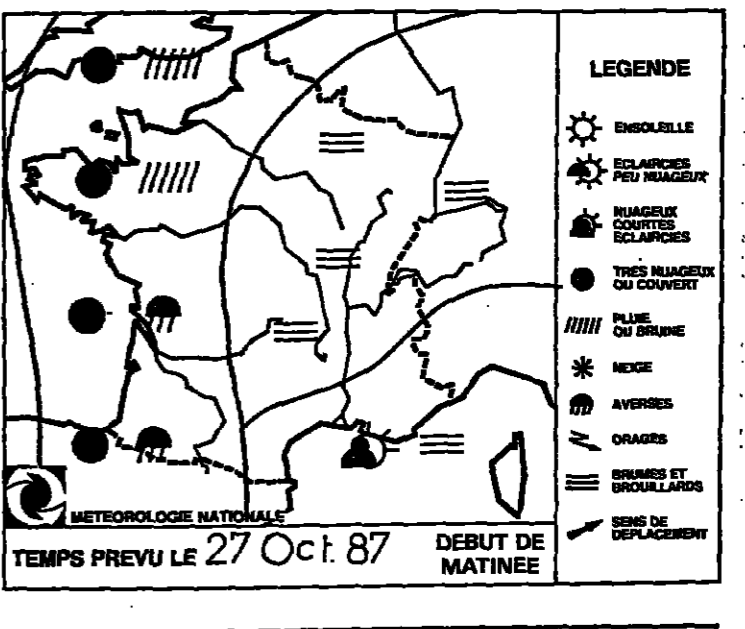 LEGENDE
ENSOLEILLE
ECLAIRCIES
PEU NUAGEUX
NUAGEUX
COURTES
ECLAIRCIES
TRES NUAGEUX
OU COUVERT
PLUIE
OU BRUINE
NEIGE
AVERSES
ORAGES
BRUMES ET
BROUILLARDS
SENS DE
DEPLACEMENT
METEOROLOGIE NATIONALE
TEMPS PREVU LE 27 Oct. 87 DEBUT DE
MATINEE